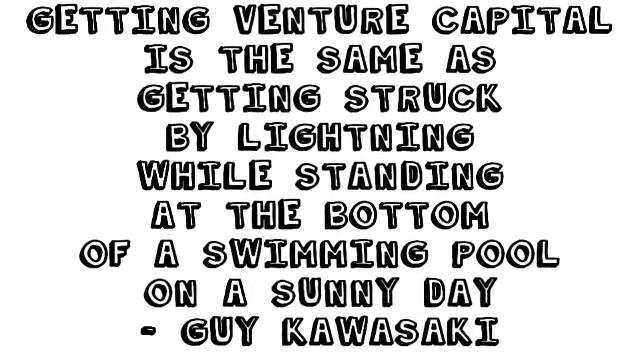 GETTING VENTURE CAPITAL
IS THE SAME AS
GETTING STRUCK
BY LIGHTNING
WHILE STANDING
AT THE BOTTOM
OF A SWIMMING POOL
ON A SUNNY DAY
- GUY KAWASAKI